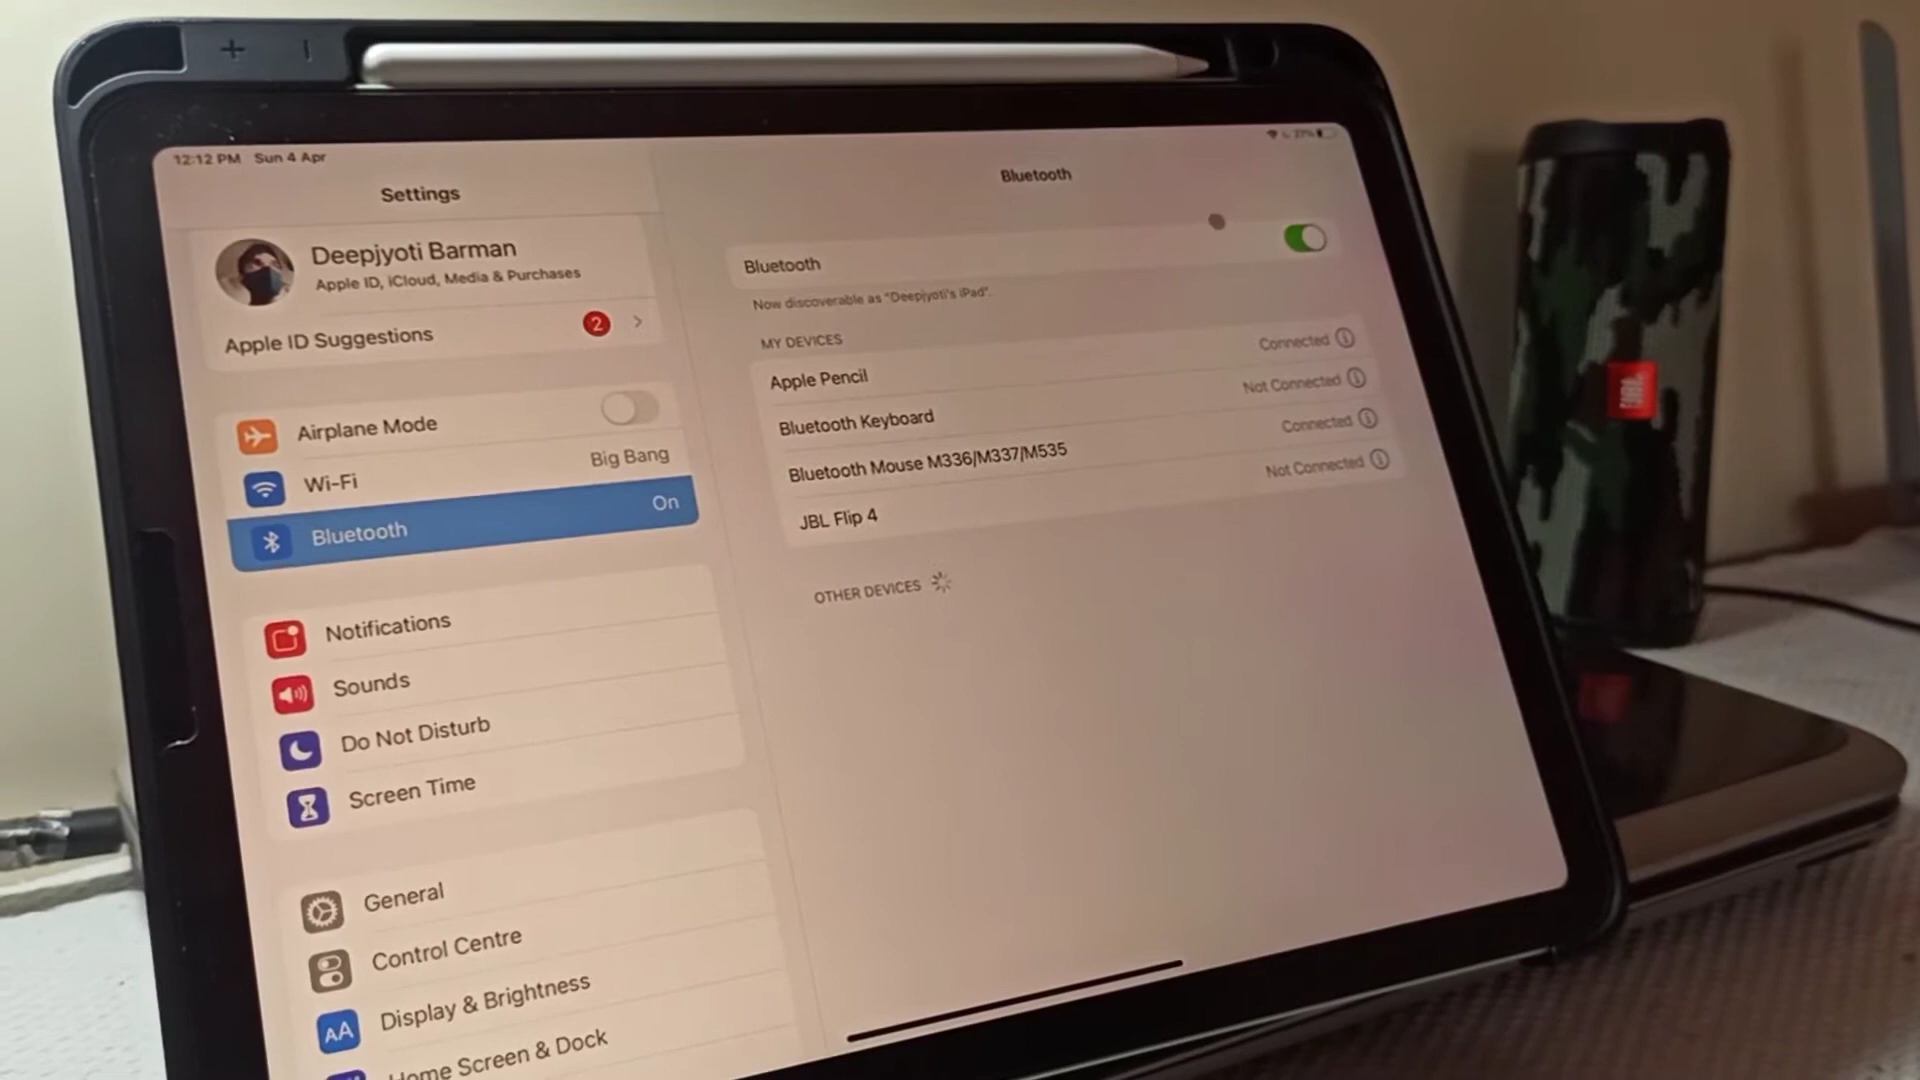 12:12 PM Sun 4 Apr
27%
Settings
Deepjyoti Barman
Apple ID, iCloud, Media & Purchases
Apple ID Suggestions 2
Airplane Mode
Wi-Fi Big Bang
Bluetooth On
Notifications
Sounds
Do Not Disturb
Screen Time
General
Control Centre
AA Display & Brightness
Home Screen & Dock
Bluetooth
Bluetooth
Now discoverable as "Deepjyoti's iPad".
MY DEVICES
Apple Pencil Connected
Bluetooth Keyboard Not Connected
Bluetooth Mouse M336/M337/M535 Connected
JBL Flip 4 Not Connected
OTHER DEVICES
JBL